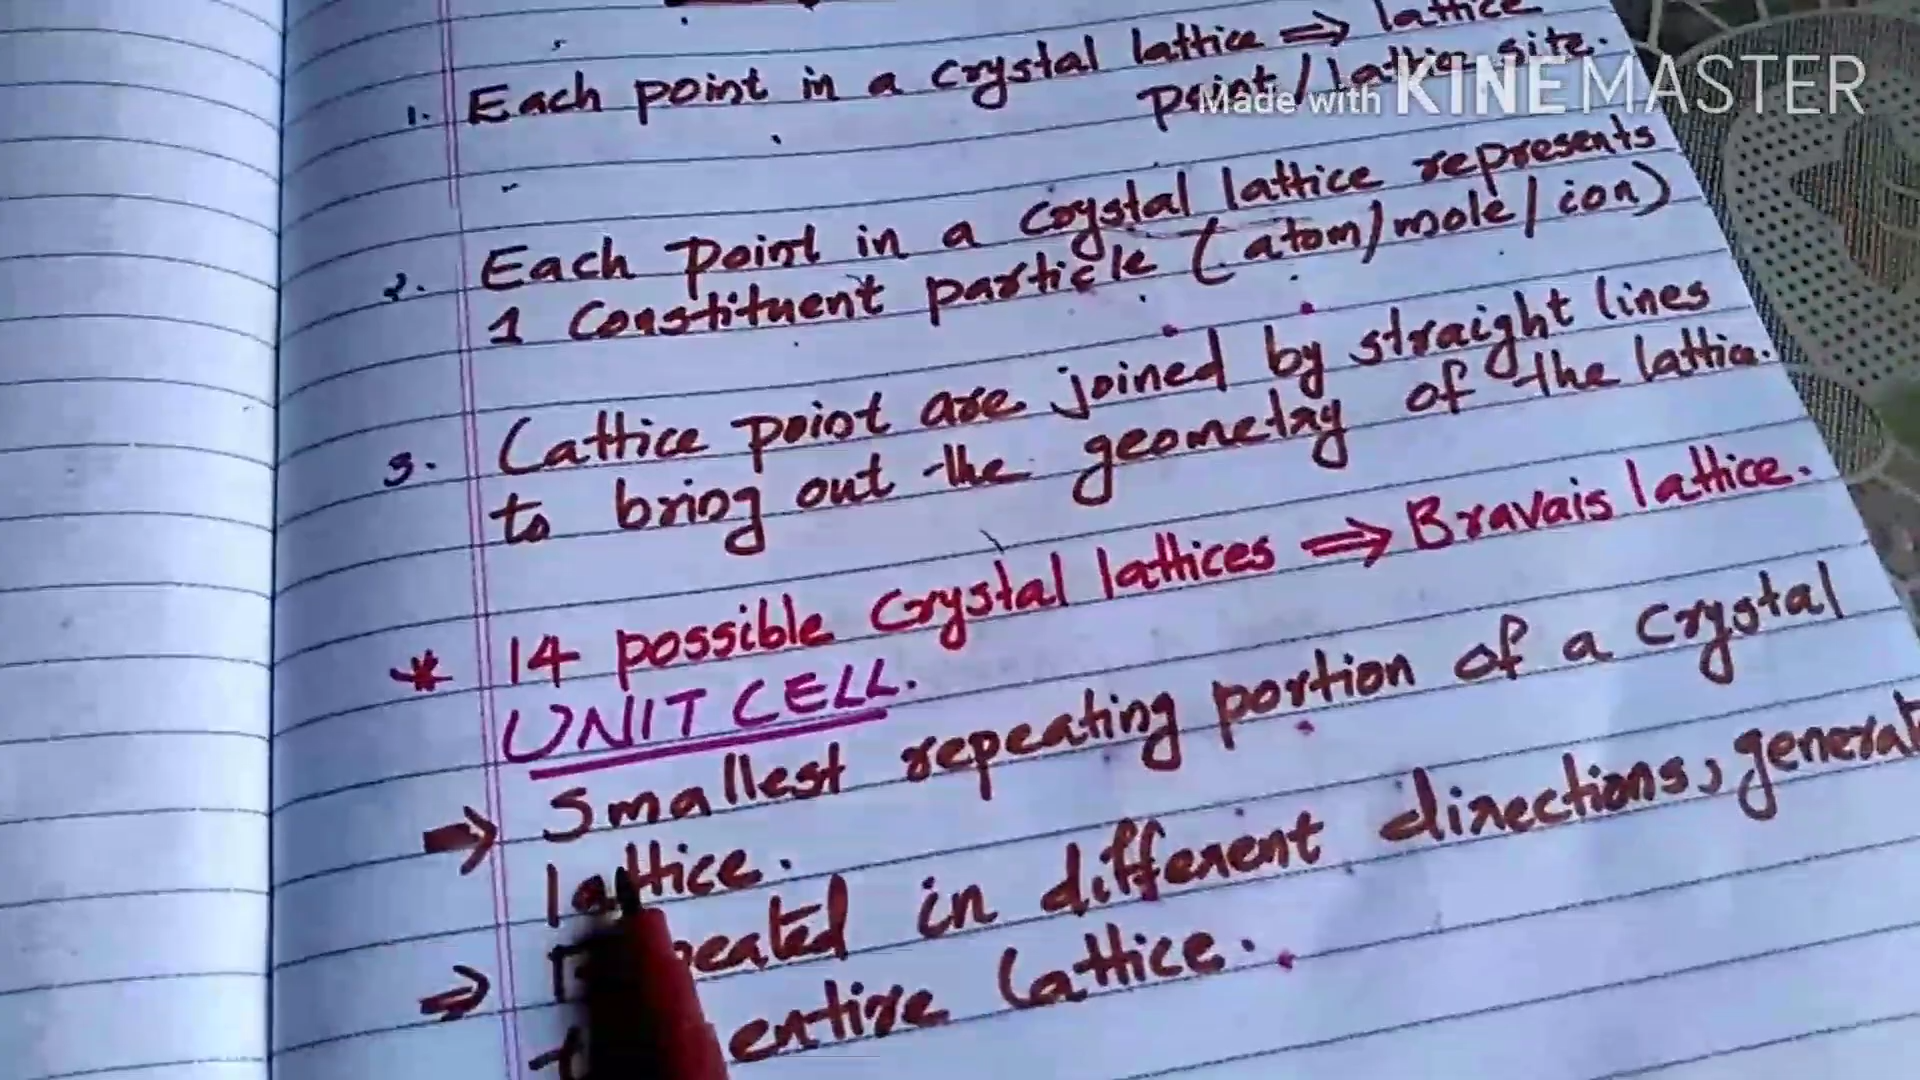 1. Each point in a crystal lattice ⇒ lattice
point/lattice site.
Made with KINEMASTER
2. Each point in a crystal lattice represents
1 Constituent particle (atom/mole/ion)
3. Lattice point are joined by straight lines
to bring out the geometry of the lattice.
* 14 possible Crystal lattices ⇒ Bravais lattice.
UNIT CELL.
→ Smallest repeating portion of a crystal
lattice.
⇒ in different directions, generat
entire lattice.